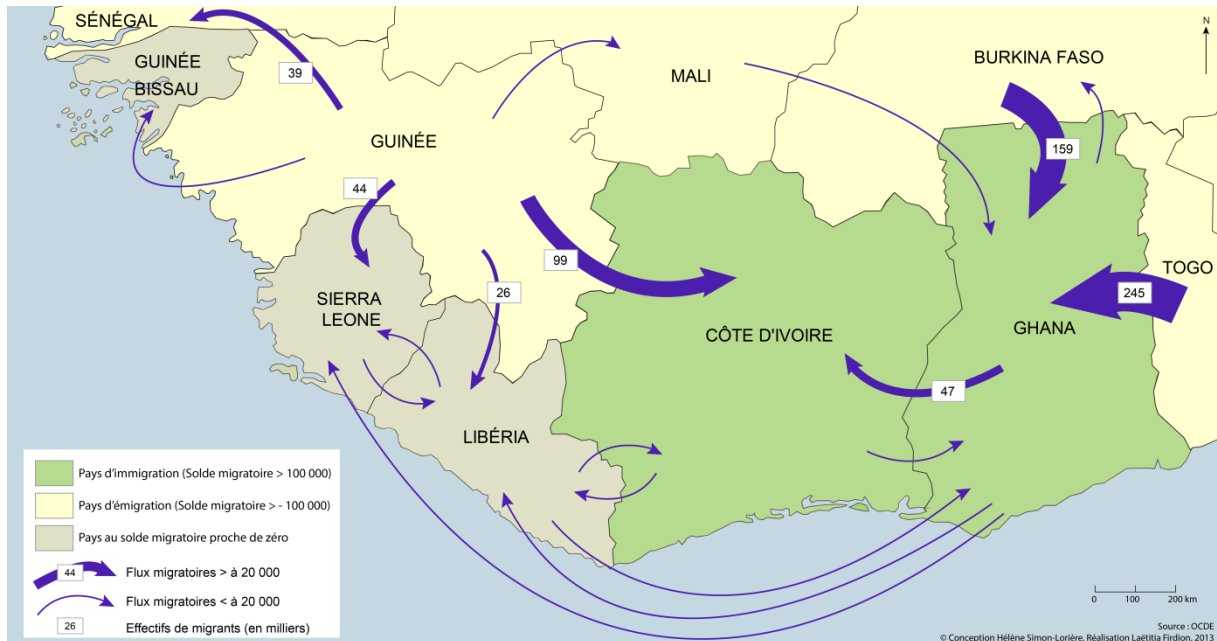 SÉNÉGAL
GUINÉE
BISSAU
39
MALI
BURKINA FASO
N
159
GUINÉE
44
99
26
TOGO
245
SIERRA
LEONE
CÔTE D'IVOIRE
GHANA
47
LIBÉRIA
Pays d'immigration (Solde migratoire > 100 000)
Pays d'émigration (Solde migratoire > - 100 000)
Pays au solde migratoire proche de zéro
44 Flux migratoires > à 20 000
Flux migratoires < à 20 000
26 Effectifs de migrants (en milliers)
0 100 200 km
Source : OCDE
© Conception Hélène Simon-Lorière, Réalisation Laëtitia Firdion, 2013